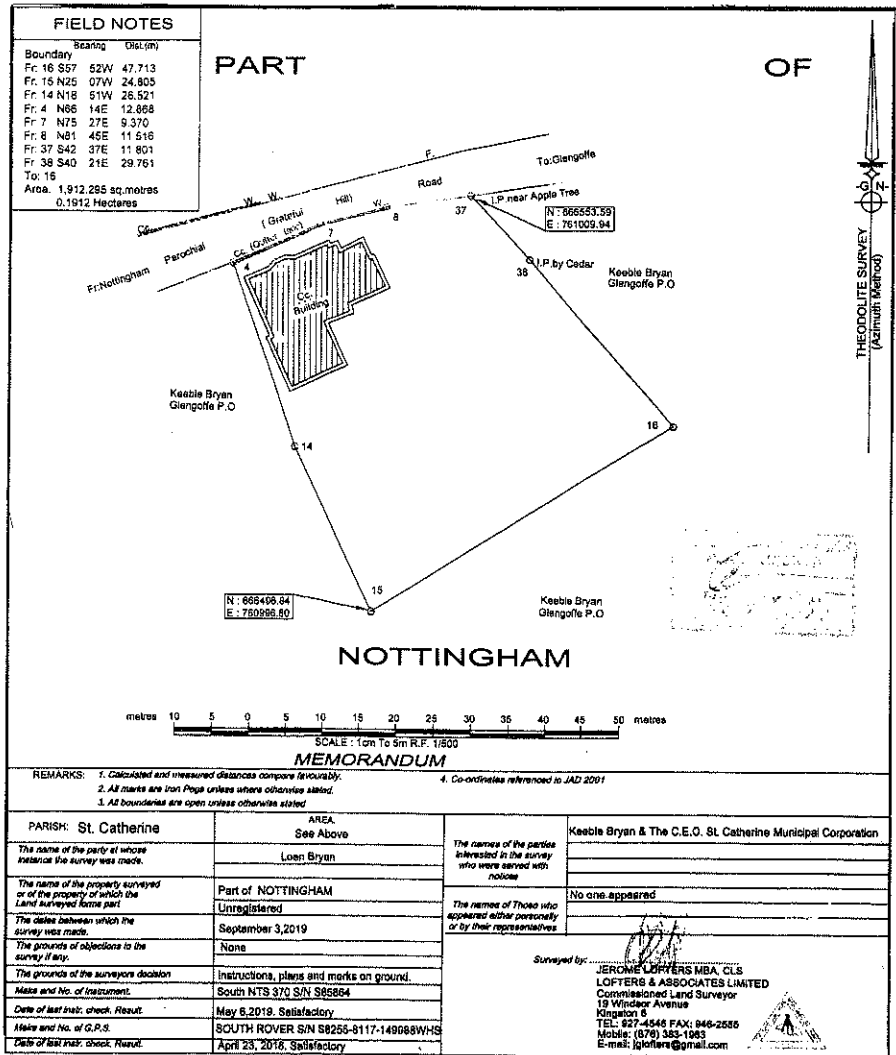 FIELD NOTES
Bearing Dist.(m)
Boundary
Fr. 16 S57 52W 47.713
Fr. 15 N25 07W 24.805
Fr. 14 N18 51W 26.521
Fr. 4 N66 14E 12.868
Fr 7 N75 27E 9.370
Fr. 8 N81 45E 11.516
Fr. 37 S42 37E 11.801
Fr 38 S40 21E 29.761
To: 16
Area. 1,912.295 sq.metres
0.1912 Hectares
PART OF
F.
To:Glengoffe
W. W.
Road
Cc.
( Grateful Hill)
W.
I.P.near Apple Tree
8
37
N : 666553.59
E : 761009.94
Parochial
Cc.
7
Fr:Nottingham
4
I.P.by Cedar
38
Keeble Bryan
Glengoffe P.O
Cc.
Building
G N
THEODOLITE SURVEY
(Azimuth Method)
Keeble Bryan
Glengoffe P.O
14
16
15
N : 666496.84
E : 760996.80
Keeble Bryan
Glengoffe P.O
NOTTINGHAM
metres 10 5 0 5 10 15 20 25 30 35 40 45 50 metres
SCALE : 1cm To 5m R.F. 1/500
MEMORANDUM
REMARKS: 1. Calculated and measured distances compare favourably. 4. Co-ordinates referenced to JAD 2001
2. All marks are Iron Pegs unless where otherwise stated.
3. All boundaries are open unless otherwise stated
PARISH: St. Catherine
AREA.
See Above
The name of the party at whose
instance the survey was made.
Loen Bryan
The name of the property surveyed
or of the property of which the
Land surveyed forms part
Part of NOTTINGHAM
Unregistered
The dates between which the
survey was made.
September 3,2019
The grounds of objections to the
survey if any.
None
The grounds of the surveyors decision
Instructions, plans and marks on ground.
Make and No. of Instrument.
South NTS 370 S/N S85864
Date of last instr. check. Result.
May 6,2019. Satisfactory
Make and No. of G.P.S.
SOUTH ROVER S/N S8255-8117-149988WHS
Date of last instr. check. Result.
April 23, 2018, Satisfactory
The names of the parties
interested in the survey
who were served with
notices
Keeble Bryan & The C.E.O. St. Catherine Municipal Corporation
The names of Those who
appeared either personally
or by their representatives
No one appeared
Surveyed by:
JEROME LOFTERS MBA, CLS
LOFTERS & ASSOCIATES LIMITED
Commissioned Land Surveyor
19 Windsor Avenue
Kingston 6
TEL: 927-4546 FAX: 946-2585
Mobile: (876) 383-1963
E-mail: jglofters@gmail.com